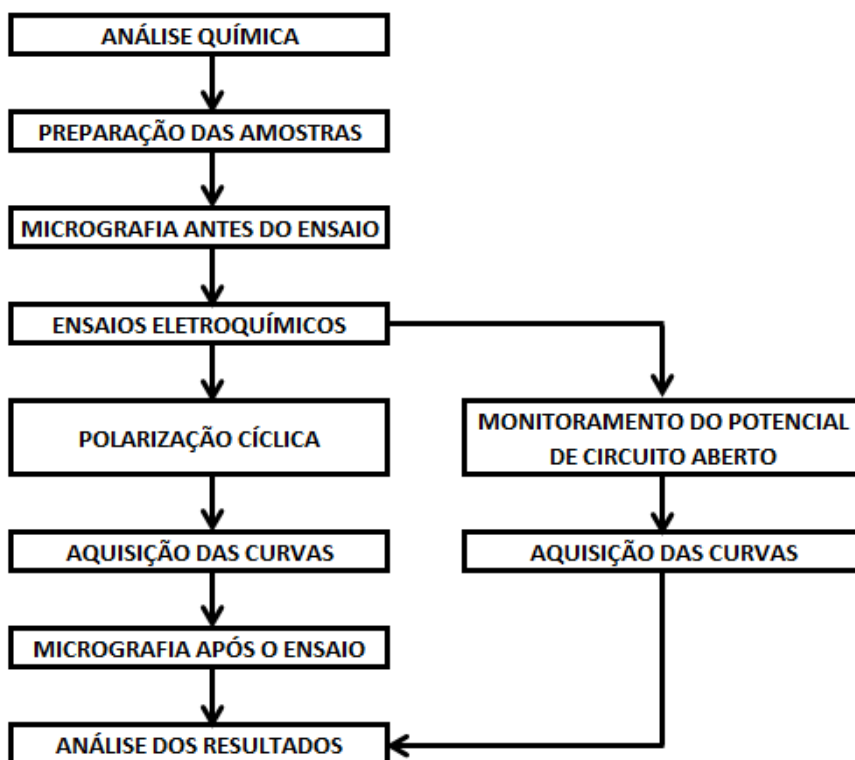 ANÁLISE QUÍMICA
PREPARAÇÃO DAS AMOSTRAS
MICROGRAFIA ANTES DO ENSAIO
ENSAIOS ELETROQUÍMICOS
POLARIZAÇÃO CÍCLICA
MONITORAMENTO DO POTENCIAL
DE CIRCUITO ABERTO
AQUISIÇÃO DAS CURVAS
AQUISIÇÃO DAS CURVAS
MICROGRAFIA APÓS O ENSAIO
ANÁLISE DOS RESULTADOS